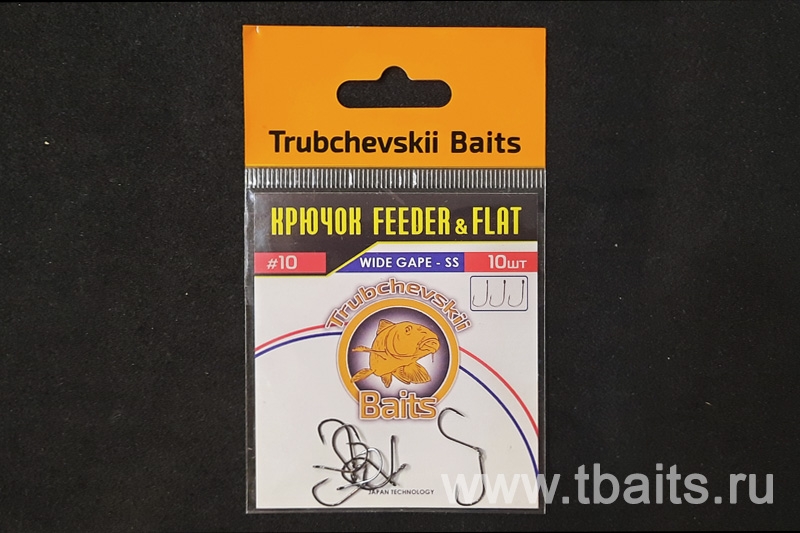 Trubchevskii Baits
КРЮЧОК FEEDER & FLAT
#10 WIDE GAPE - SS 10шт
Trubchevskii
Baits
JAPAN TECHNOLOGY
www.tbaits.ru